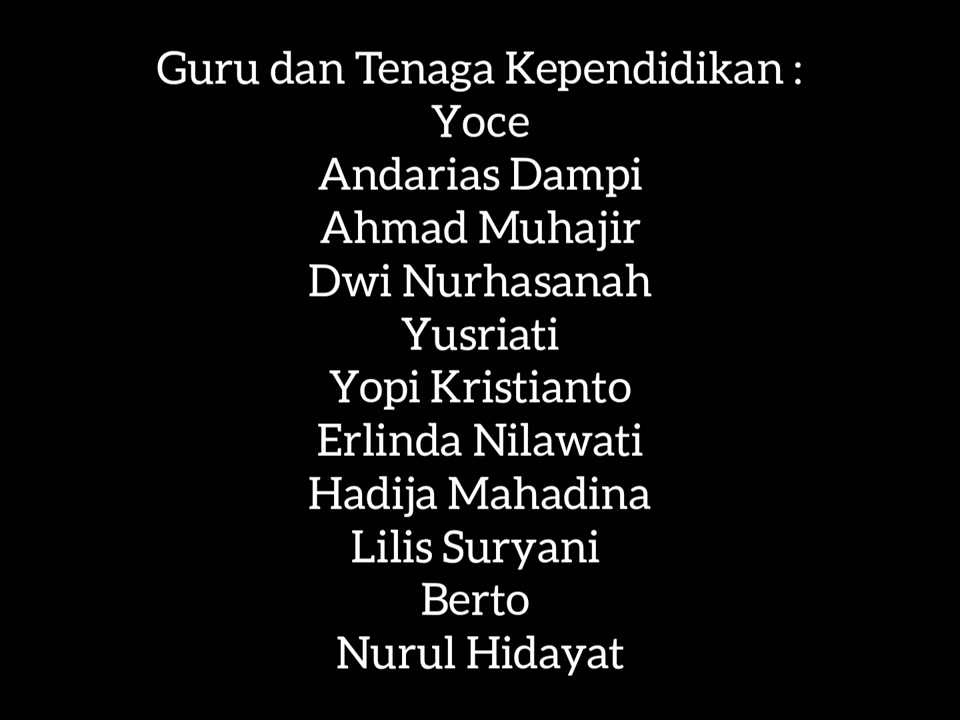 Guru dan Tenaga Kependidikan :
Yoce
Andarias Dampi
Ahmad Muhajir
Dwi Nurhasanah
Yusriati
Yopi Kristianto
Erlinda Nilawati
Hadija Mahadina
Lilis Suryani
Berto
Nurul Hidayat